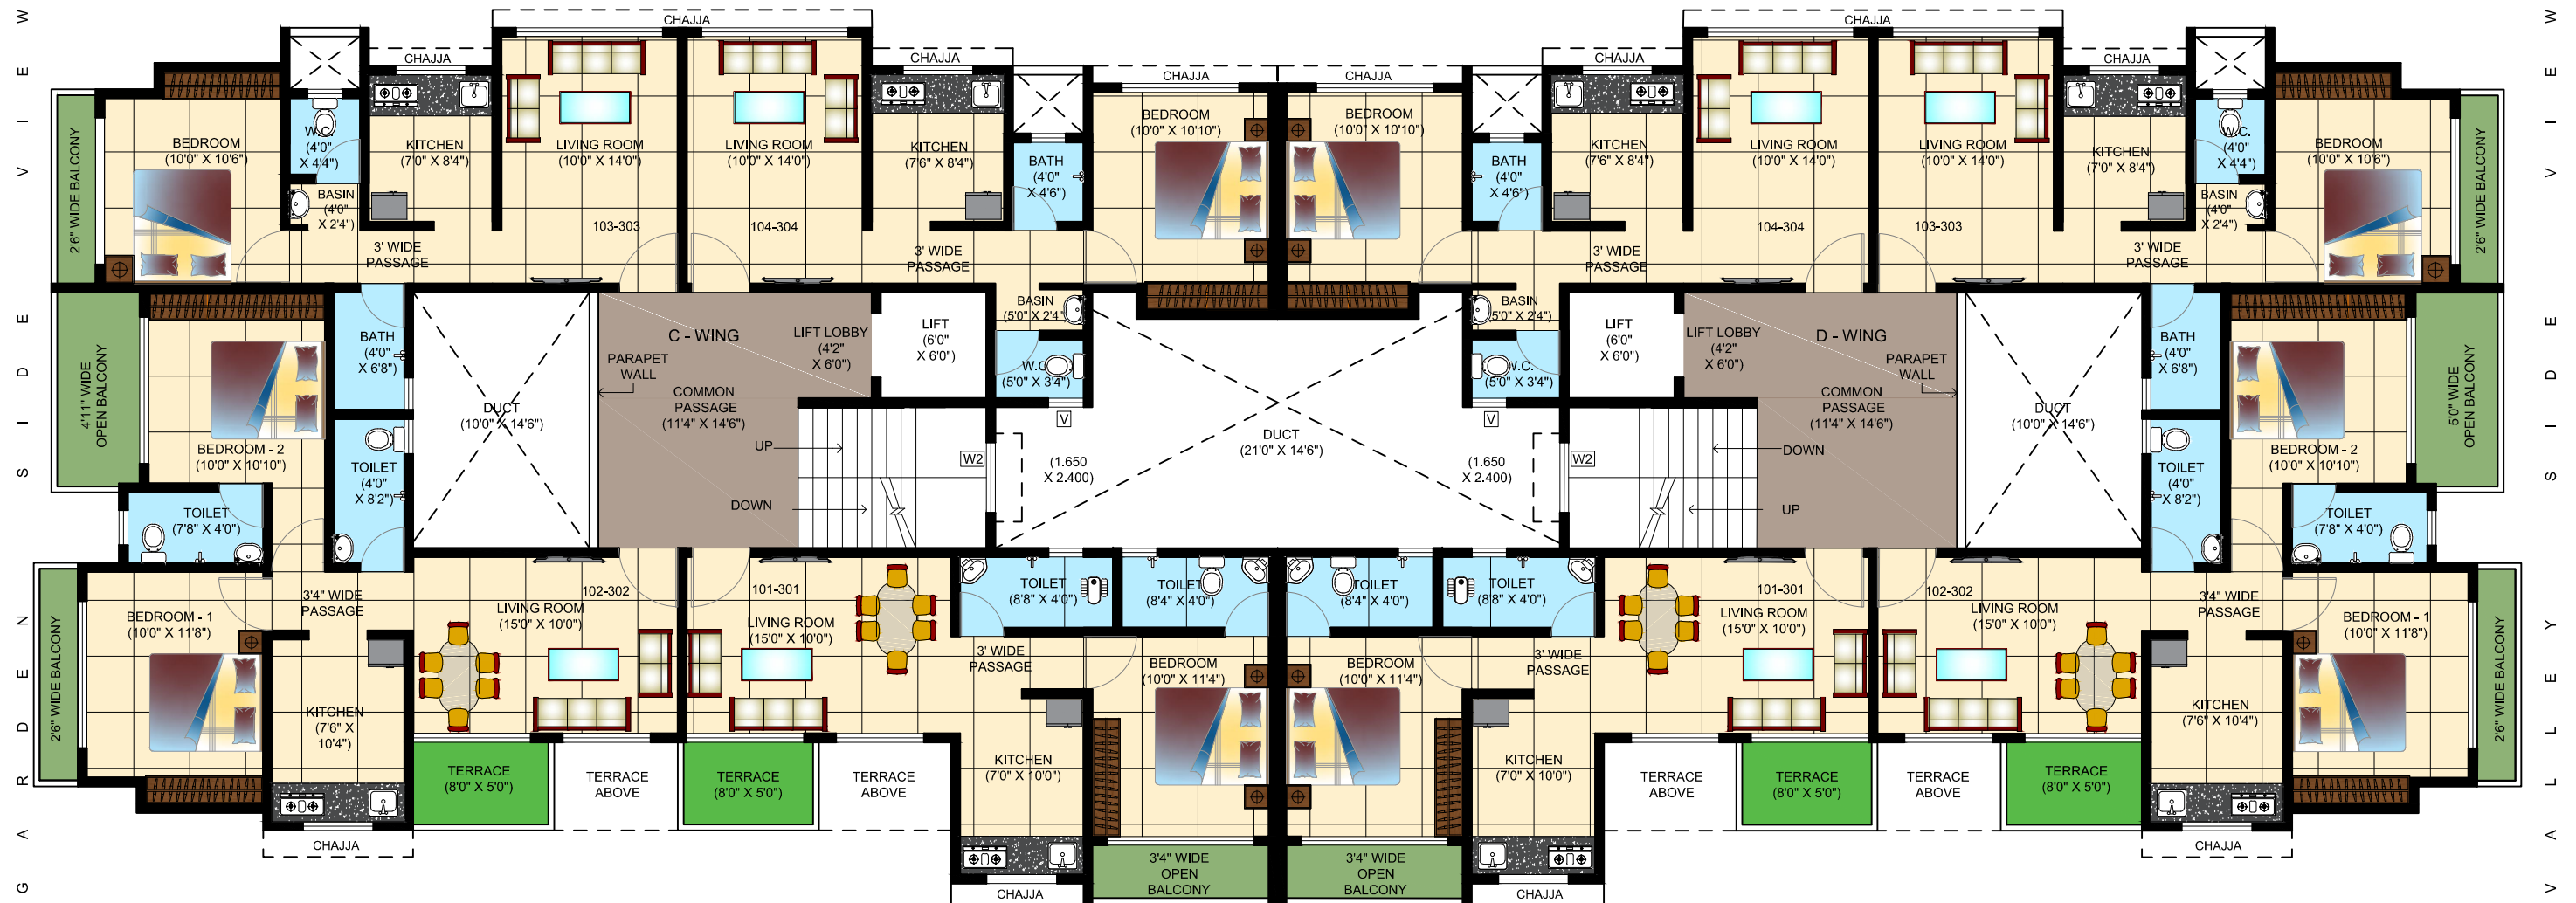 GARDEN SIDE VIEW
CHAJJA
CHAJJA
BEDROOM
(10'0" X 10'6")
2'6" WIDE BALCONY
W.C.
(4'0"
X 4'4")
BASIN
(4'0"
X 2'4")
KITCHEN
(7'0" X 8'4")
LIVING ROOM
(10'0" X 14'0")
103-303
3' WIDE
PASSAGE
LIVING ROOM
(10'0" X 14'0")
104-304
CHAJJA
KITCHEN
(7'6" X 8'4")
3' WIDE
PASSAGE
BATH
(4'0"
X 4'6")
CHAJJA
BEDROOM
(10'0" X 10'10")
BASIN
(5'0" X 2'4")
W.C.
(5'0" X 3'4")
CHAJJA
BEDROOM
(10'0" X 10'10")
BATH
(4'0"
X 4'6")
CHAJJA
KITCHEN
(7'6" X 8'4")
3' WIDE
PASSAGE
BASIN
(5'0" X 2'4")
W.C.
(5'0" X 3'4")
CHAJJA
LIVING ROOM
(10'0" X 14'0")
104-304
LIVING ROOM
(10'0" X 14'0")
103-303
CHAJJA
KITCHEN
(7'0" X 8'4")
3' WIDE
PASSAGE
W.C.
(4'0"
X 4'4")
BASIN
(4'0"
X 2'4")
BEDROOM
(10'0" X 10'6")
2'6" WIDE BALCONY
4'11" WIDE
OPEN BALCONY
BEDROOM - 2
(10'0" X 10'10")
BATH
(4'0"
X 6'8")
TOILET
(4'0"
X 8'2")
TOILET
(7'8" X 4'0")
DUCT
(10'0" X 14'6")
C - WING
PARAPET
WALL
COMMON
PASSAGE
(11'4" X 14'6")
LIFT LOBBY
(4'2"
X 6'0")
LIFT
(6'0"
X 6'0")
UP
DOWN
W2
V
(1.650
X 2.400)
DUCT
(21'0" X 14'6")
(1.650
X 2.400)
V
W2
LIFT
(6'0"
X 6'0")
LIFT LOBBY
(4'2"
X 6'0")
D - WING
PARAPET
WALL
COMMON
PASSAGE
(11'4" X 14'6")
DOWN
UP
DUCT
(10'0" X 14'6")
BATH
(4'0"
X 6'8")
TOILET
(4'0"
X 8'2")
BEDROOM - 2
(10'0" X 10'10")
5'0" WIDE
OPEN BALCONY
TOILET
(7'8" X 4'0")
2'6" WIDE BALCONY
BEDROOM - 1
(10'0" X 11'8")
3'4" WIDE
PASSAGE
KITCHEN
(7'6" X
10'4")
CHAJJA
102-302
LIVING ROOM
(15'0" X 10'0")
TERRACE
(8'0" X 5'0")
TERRACE
ABOVE
101-301
LIVING ROOM
(15'0" X 10'0")
TERRACE
(8'0" X 5'0")
TERRACE
ABOVE
TOILET
(8'8" X 4'0")
TOILET
(8'4" X 4'0")
3' WIDE
PASSAGE
KITCHEN
(7'0" X 10'0")
CHAJJA
BEDROOM
(10'0" X 11'4")
3'4" WIDE
OPEN
BALCONY
TOILET
(8'4" X 4'0")
TOILET
(8'8" X 4'0")
BEDROOM
(10'0" X 11'4")
3'4" WIDE
OPEN
BALCONY
3' WIDE
PASSAGE
KITCHEN
(7'0" X 10'0")
CHAJJA
101-301
LIVING ROOM
(15'0" X 10'0")
TERRACE
ABOVE
TERRACE
(8'0" X 5'0")
102-302
LIVING ROOM
(15'0" X 10'0")
TERRACE
ABOVE
TERRACE
(8'0" X 5'0")
3'4" WIDE
PASSAGE
KITCHEN
(7'6" X 10'4")
CHAJJA
BEDROOM - 1
(10'0" X 11'8")
2'6" WIDE BALCONY
VALLEY SIDE VIEW